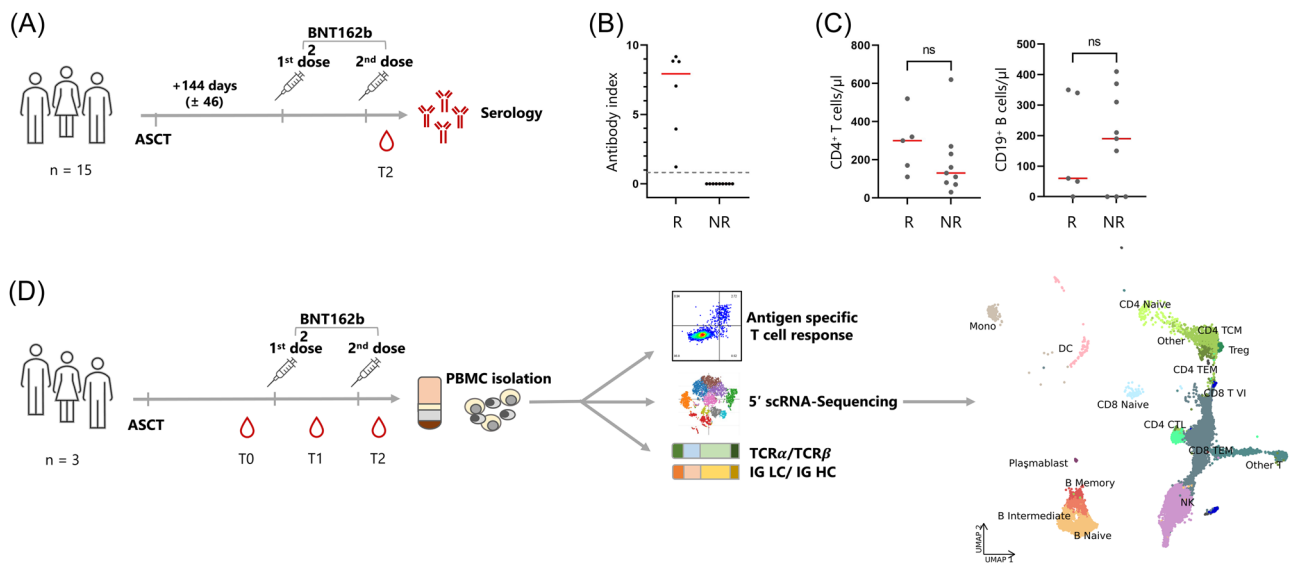 (A)
BNT162b
2
1st dose
2nd dose
+144 days
(± 46)
ASCT
n = 15
T2
Serology
(B)
Antibody index
10
5
0
R
NR
(C)
CD4+ T cells/µl
800
600
400
200
0
ns
R
NR
CD19+ B cells/µl
500
400
300
200
100
0
ns
R
NR
(D)
BNT162b
2
1st dose
2nd dose
ASCT
n = 3
T0
T1
T2
PBMC isolation
Antigen specific
T cell response
5′ scRNA-Sequencing
TCRα/TCRβ
IG LC/ IG HC
Mono
DC
CD4 Naive
Other
CD4 TCM
Treg
CD4 TEM
CD8 T VI
CD8 Naive
CD4 CTL
CD8 TEM
Other T
Plasmablast
B Memory
NK
B Intermediate
B Naive
UMAP 2
UMAP 1